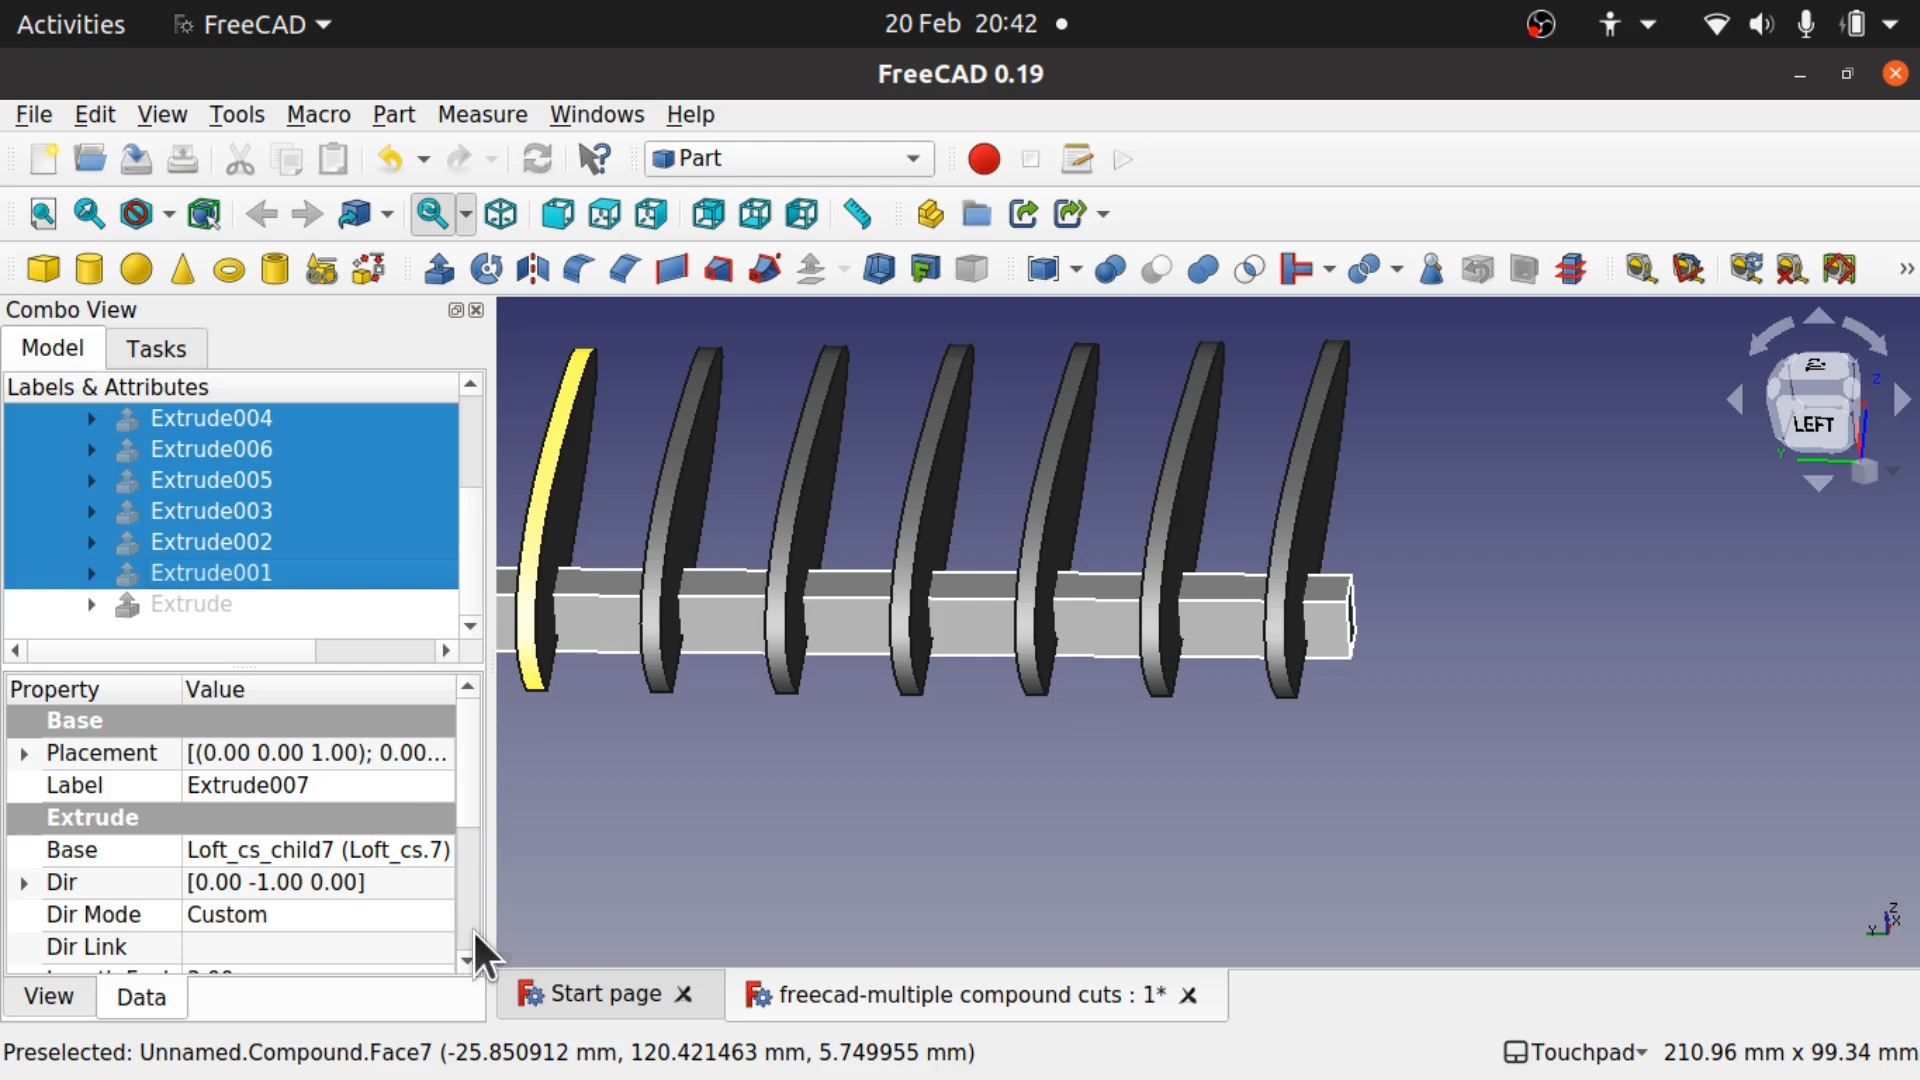 Activities FreeCAD 20 Feb 20:42
FreeCAD 0.19
File Edit View Tools Macro Part Measure Windows Help
Part
Combo View
Model Tasks
Labels & Attributes
Extrude004
Extrude006
Extrude005
Extrude003
Extrude002
Extrude001
Extrude
Property Value
Base
Placement [(0.00 0.00 1.00); 0.00...
Label Extrude007
Extrude
Base Loft_cs_child7 (Loft_cs.7)
Dir [0.00 -1.00 0.00]
Dir Mode Custom
Dir Link
View Data
LEFT
Z
Y
Z
X
Y
Start page
freecad-multiple compound cuts : 1*
Preselected: Unnamed.Compound.Face7 (-25.850912 mm, 120.421463 mm, 5.749955 mm)
Touchpad 210.96 mm x 99.34 mm